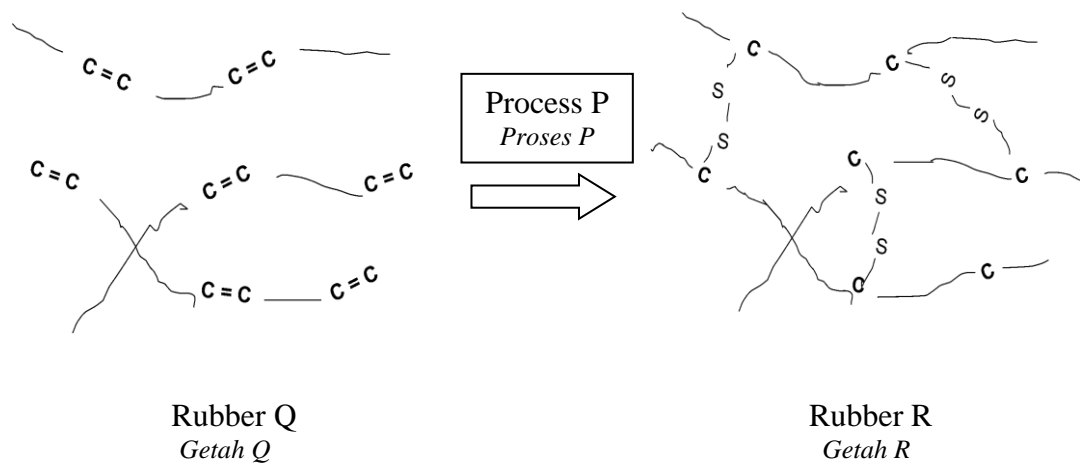 C=C
C=C
Process P
Proses P
C=C
C=C
C=C
C=C
C=C
C
C
S
S
S
S
C
C
C
S
S
C
C
Rubber Q
Getah Q
Rubber R
Getah R